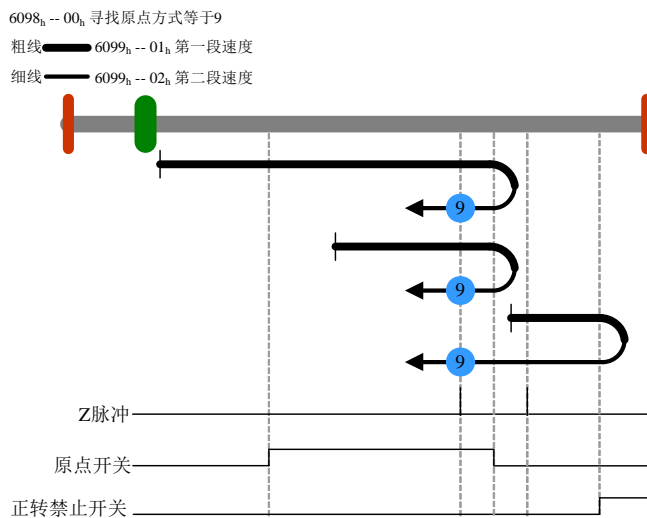 6098h -- 00h 寻找原点方式等于9
粗线 6099h -- 01h 第一段速度
细线 6099h -- 02h 第二段速度
9
9
9
Z脉冲
原点开关
正转禁止开关